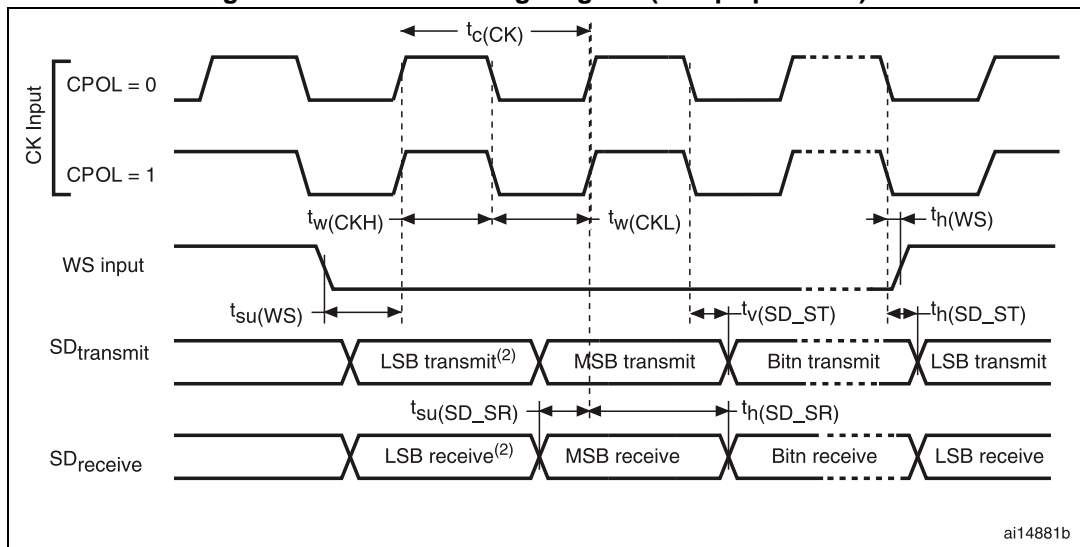 tc(CK)
CK Input
CPOL = 0
CPOL = 1
tw(CKH)
tw(CKL)
th(WS)
WS input
tsu(WS)
tv(SD_ST)
th(SD_ST)
SDtransmit
LSB transmit(2)
MSB transmit
Bitn transmit
LSB transmit
tsu(SD_SR)
th(SD_SR)
SDreceive
LSB receive(2)
MSB receive
Bitn receive
LSB receive
ai14881b